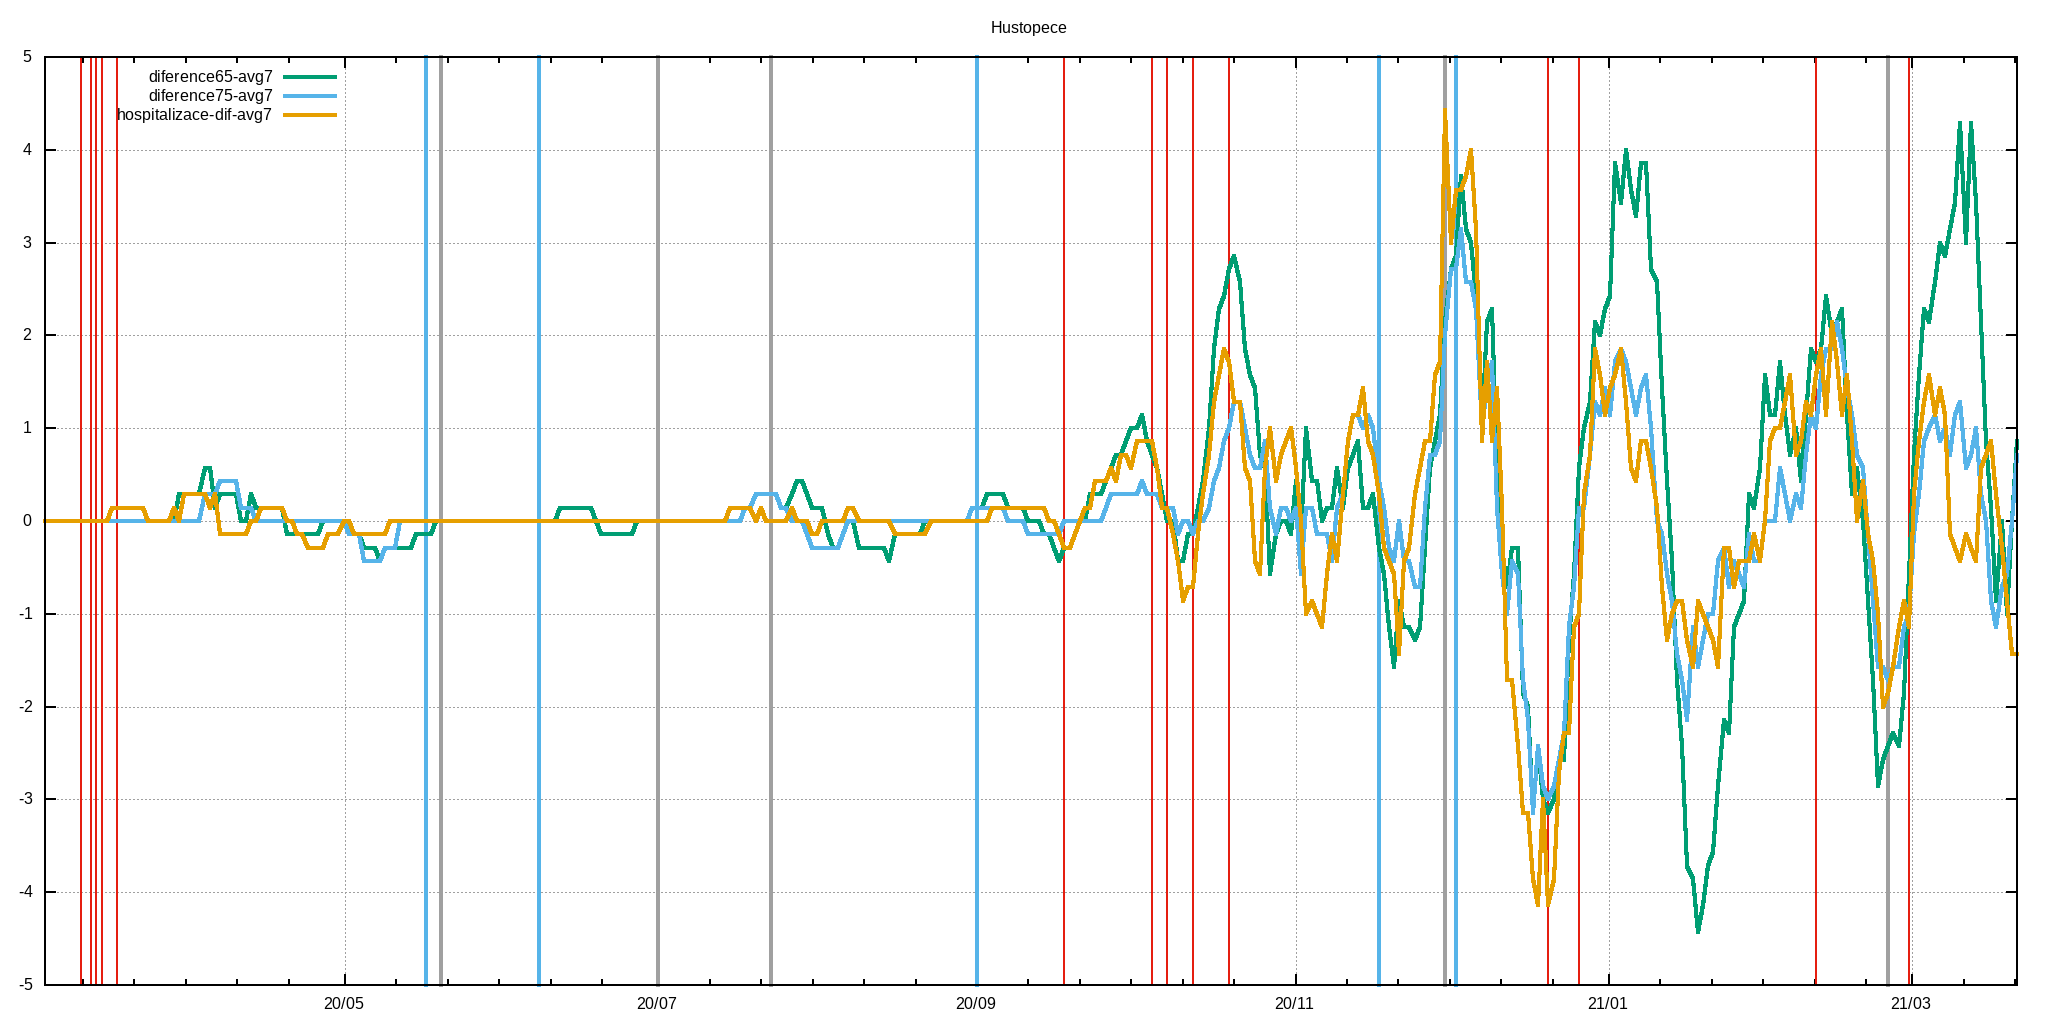 Hustopece
diference65-avg7
diference75-avg7
hospitalizace-dif-avg7
5
4
3
2
1
0
-1
-2
-3
-4
-5
20/05 20/07 20/09 20/11 21/01 21/03